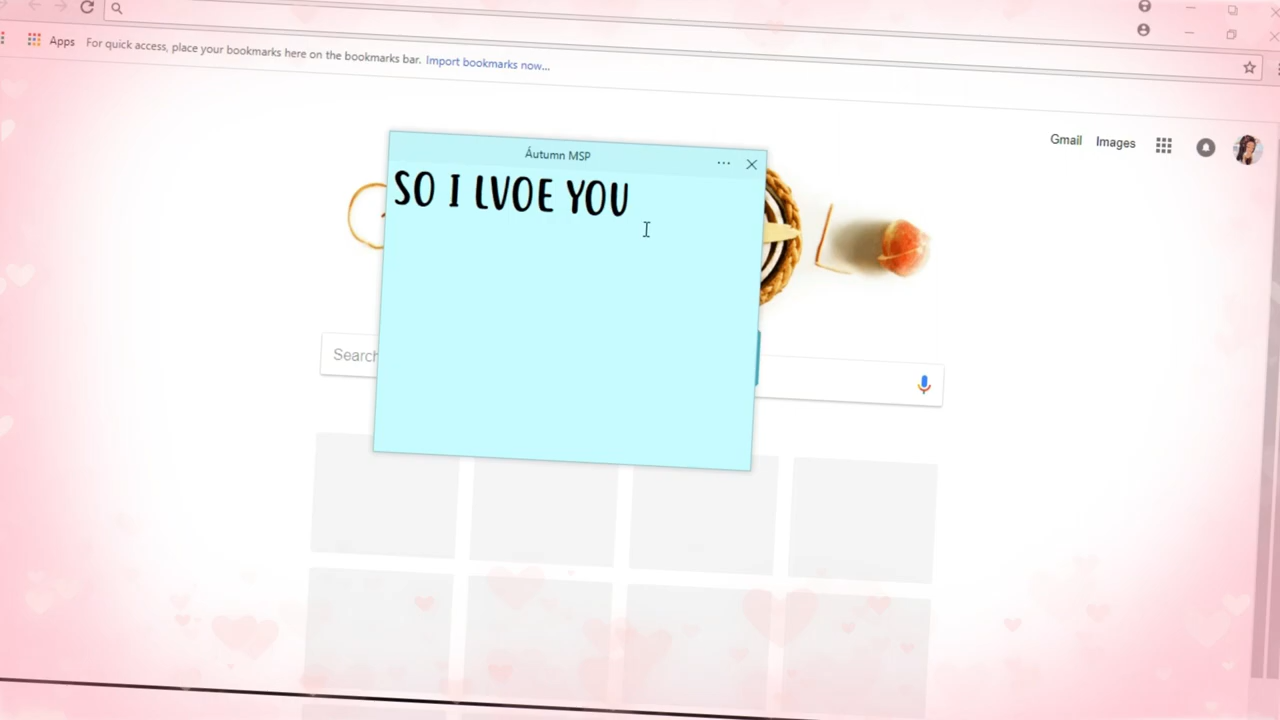 Apps For quick access, place your bookmarks here on the bookmarks bar. Import bookmarks now...
Gmail Images
Áutumn MSP
SO I LVOE YOU
Search